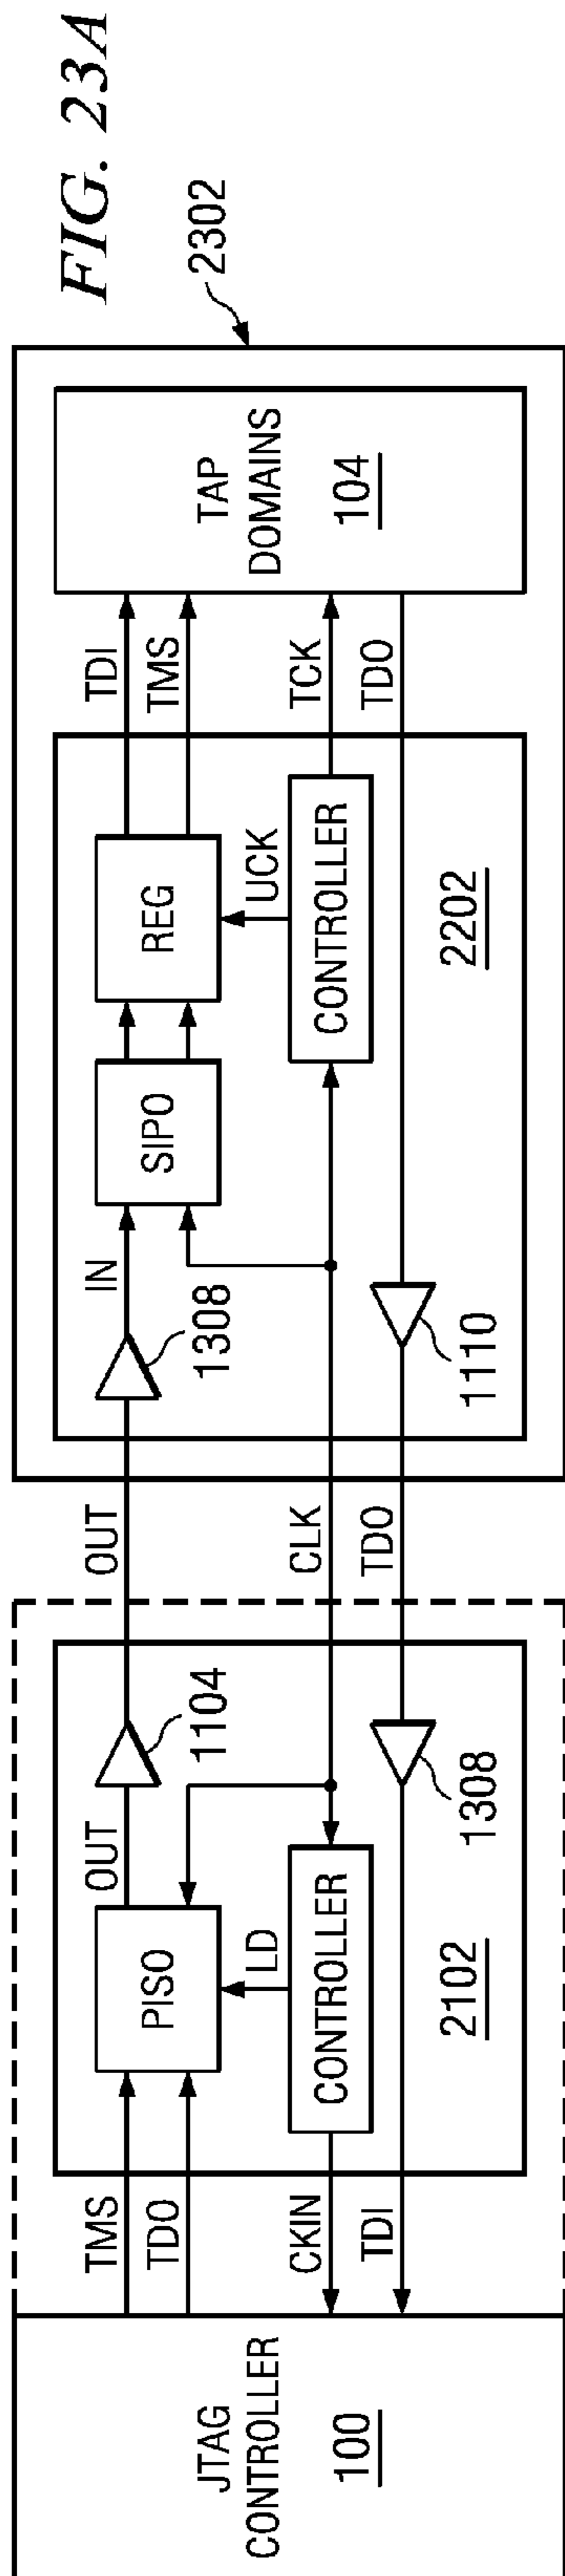 FIG. 23A
2302
JTAG
CONTROLLER
100
TMS
TDO
CKIN
TDI
PISO
LD
CONTROLLER
2102
OUT
1104
1308
OUT
CLK
TDO
IN
1308
SIPO
REG
UCK
CONTROLLER
2202
1110
TDI
TMS
TCK
TDO
TAP
DOMAINS
104